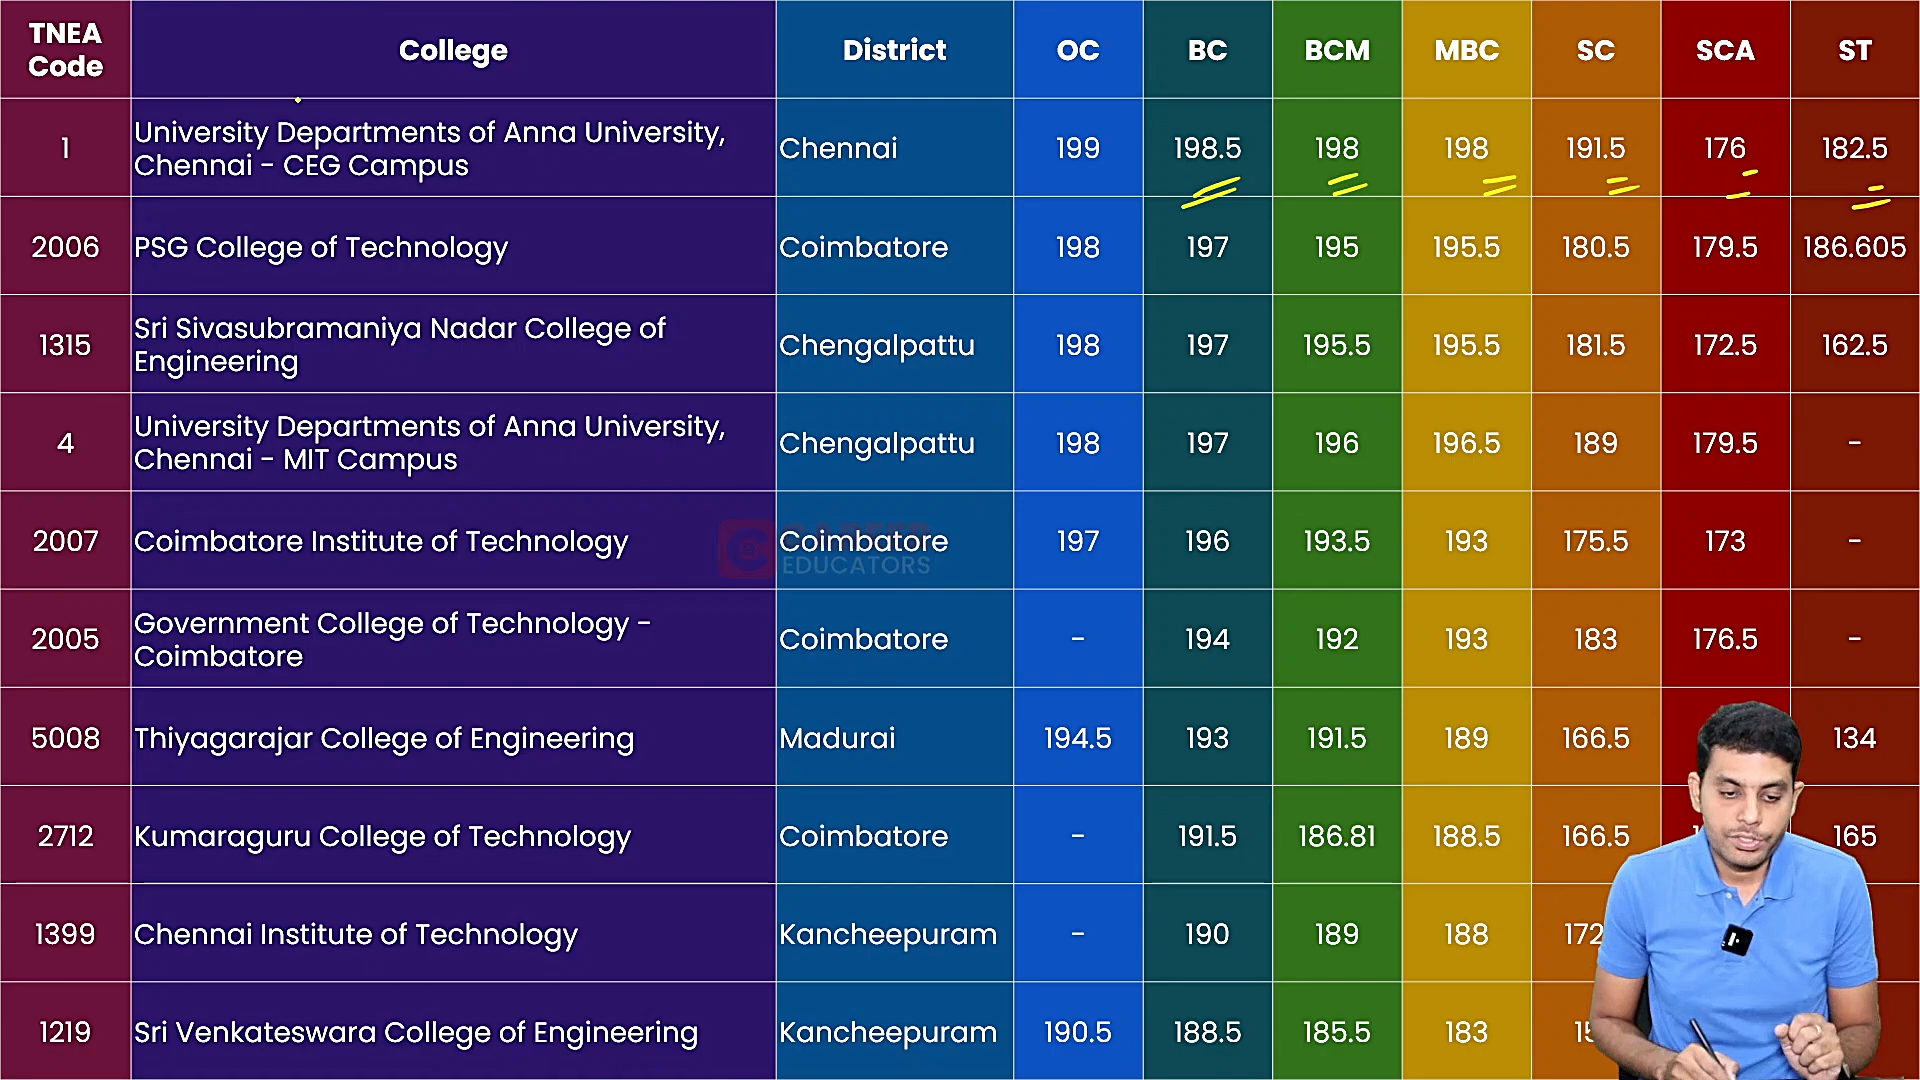 TNEA Code College District OC BC BCM MBC SC SCA ST
1 University Departments of Anna University, Chennai - CEG Campus Chennai 199 198.5 198 198 191.5 176 182.5
2006 PSG College of Technology Coimbatore 198 197 195 195.5 180.5 179.5 186.605
1315 Sri Sivasubramaniya Nadar College of Engineering Chengalpattu 198 197 195.5 195.5 181.5 172.5 162.5
4 University Departments of Anna University, Chennai - MIT Campus Chengalpattu 198 197 196 196.5 189 179.5 -
2007 Coimbatore Institute of Technology Coimbatore 197 196 193.5 193 175.5 173 -
CAREER
EDUCATORS
2005 Government College of Technology - Coimbatore Coimbatore - 194 192 193 183 176.5 -
5008 Thiyagarajar College of Engineering Madurai 194.5 193 191.5 189 166.5 134
2712 Kumaraguru College of Technology Coimbatore - 191.5 186.81 188.5 166.5 165
1399 Chennai Institute of Technology Kancheepuram - 190 189 188
1219 Sri Venkateswara College of Engineering Kancheepuram 190.5 188.5 185.5 183